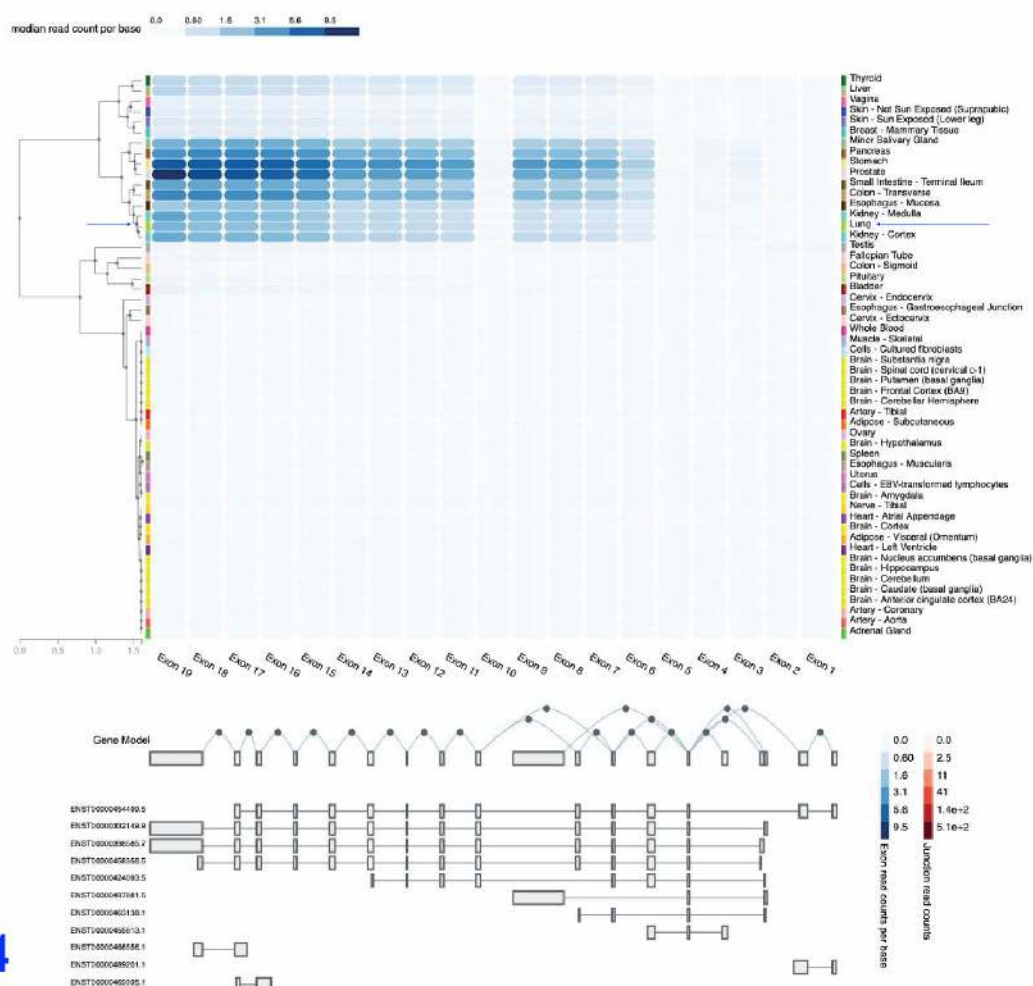 median read count per base
0.0 0.60 1.6 3.1 5.6 9.5
Thyroid
Liver
Vagina
Skin - Not Sun Exposed (Suprapubic)
Skin - Sun Exposed (Lower leg)
Breast - Mammary Tissue
Minor Salivary Gland
Pancreas
Stomach
Prostate
Small Intestine - Terminal Ileum
Colon - Transverse
Esophagus - Mucosa
Kidney - Medulla
Lung
Kidney - Cortex
Testis
Fallopian Tube
Colon - Sigmoid
Pituitary
Bladder
Cervix - Endocervix
Esophagus - Gastroesophageal Junction
Cervix - Ectocervix
Whole Blood
Muscle - Skeletal
Cells - Cultured fibroblasts
Brain - Substantia nigra
Brain - Spinal cord (cervical c-1)
Brain - Putamen (basal ganglia)
Brain - Frontal Cortex (BA9)
Brain - Cerebellar Hemisphere
Artery - Tibial
Adipose - Subcutaneous
Ovary
Brain - Hypothalamus
Spleen
Esophagus - Muscularis
Uterus
Cells - EBV-transformed lymphocytes
Brain - Amygdala
Nerve - Tibial
Heart - Atrial Appendage
Brain - Cortex
Adipose - Visceral (Omentum)
Heart - Left Ventricle
Brain - Nucleus accumbens (basal ganglia)
Brain - Hippocampus
Brain - Cerebellum
Brain - Caudate (basal ganglia)
Brain - Anterior cingulate cortex (BA24)
Artery - Coronary
Artery - Aorta
Adrenal Gland
0.0 0.5 1.0 1.5
Exon 19 Exon 18 Exon 17 Exon 16 Exon 15 Exon 14 Exon 13 Exon 12 Exon 11 Exon 10 Exon 9 Exon 8 Exon 7 Exon 6 Exon 5 Exon 4 Exon 3 Exon 2 Exon 1
Gene Model
0.0 0.0
0.60 2.5
1.6 11
3.1 41
5.6 1.4e+2
9.5 5.1e+2
Exon read counts per base
Junction read counts
4